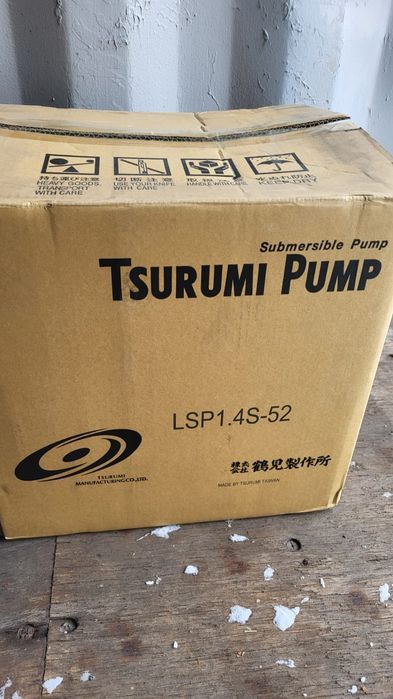 持ち運び注意
HEAVY GOODS.
TRANSPORT
WITH CARE
切断注意
USE YOUR KNIFE
WITH CARE
取扱注意
HANDLE WITH CARE
水ぬれ防止
KEEP DRY
Submersible Pump
TSURUMI PUMP
LSP1.4S-52
TSURUMI
MANUFACTURING CO.,LTD.
株式会社 鶴見製作所
MADE BY TSURUMI TAIWAN